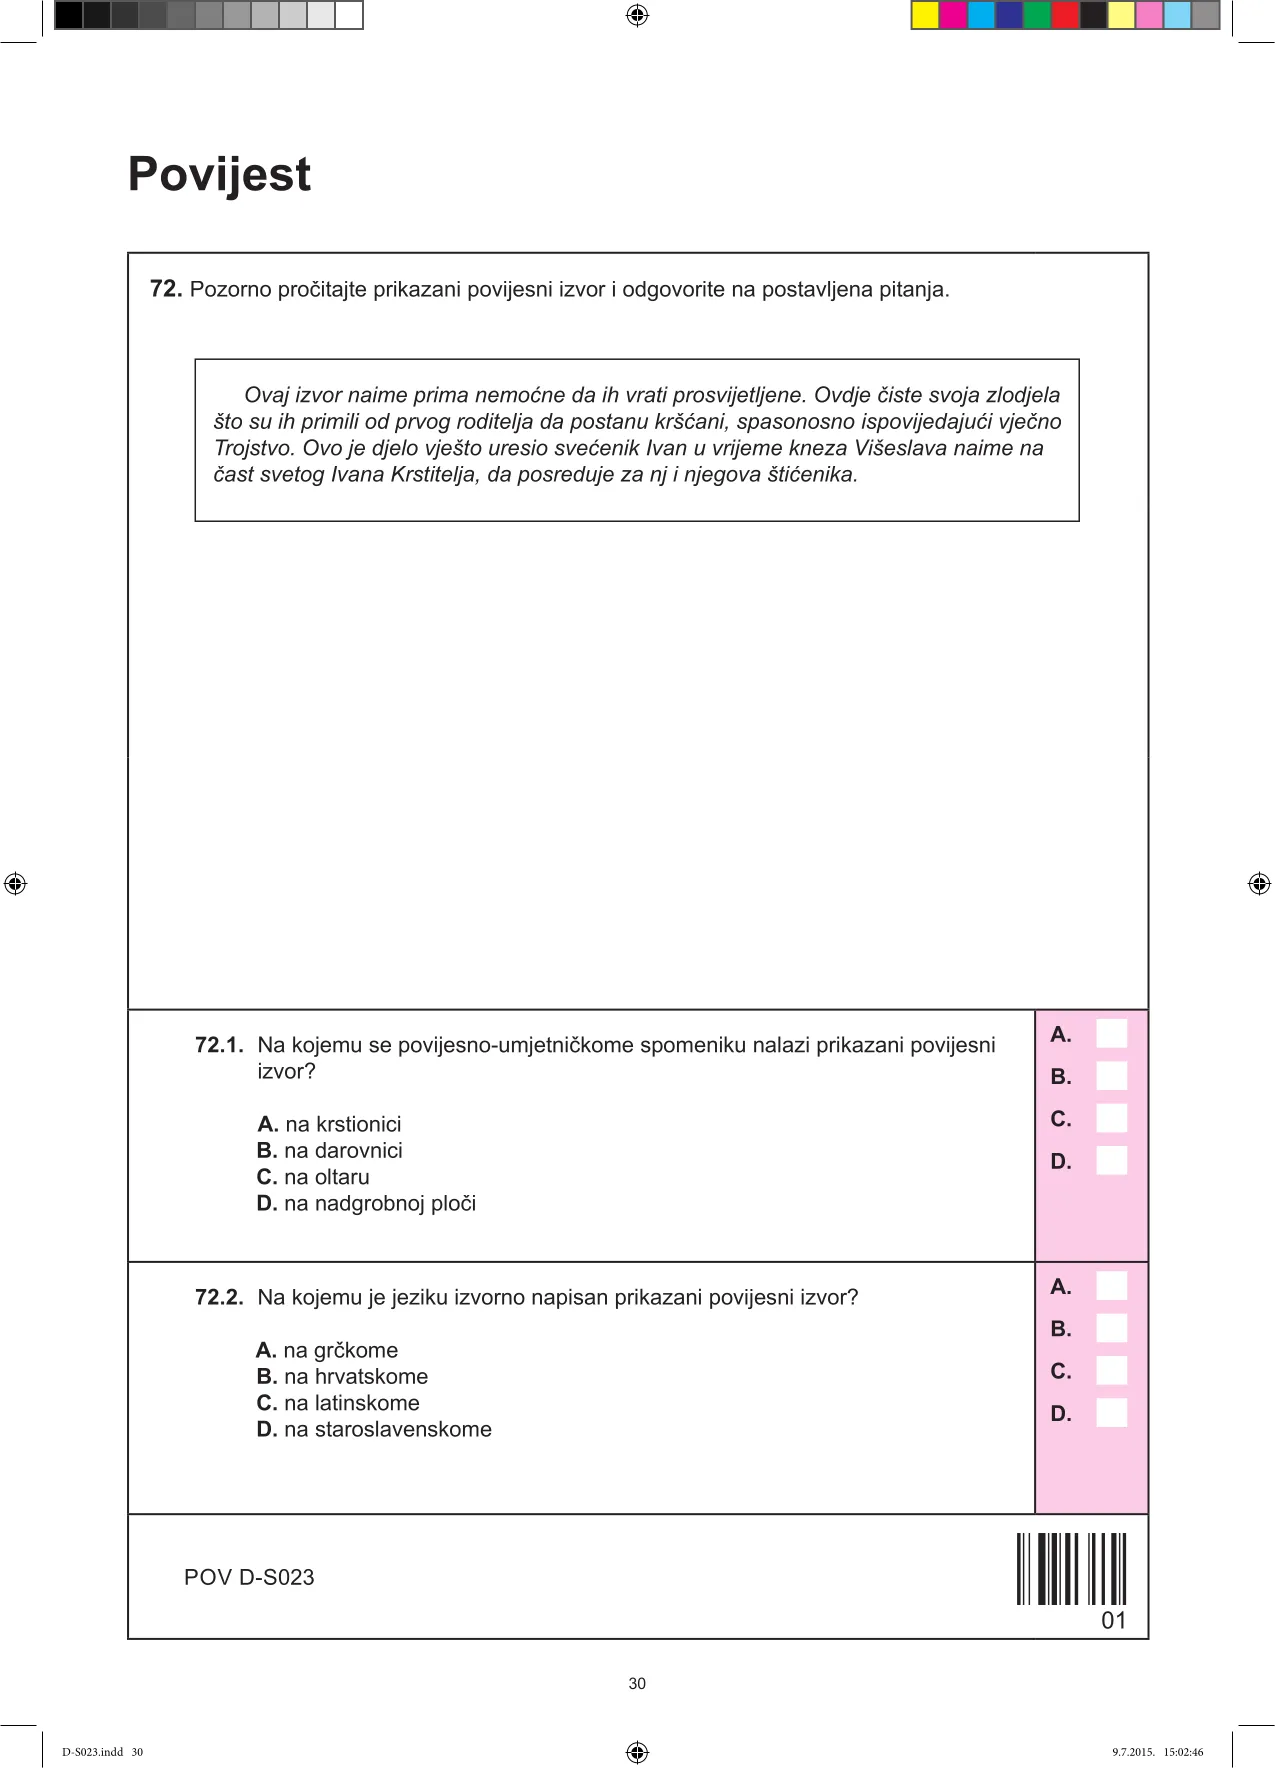 Povijest
72. Pozorno pročitajte prikazani povijesni izvor i odgovorite na postavljena pitanja.
Ovaj izvor naime prima nemoćne da ih vrati prosvijetljene. Ovdje čiste svoja zlodjela
što su ih primili od prvog roditelja da postanu kršćani, spasonosno ispovijedajući vječno
Trojstvo. Ovo je djelo vješto uresio svećenik Ivan u vrijeme kneza Višeslava naime na
čast svetog Ivana Krstitelja, da posreduje za nj i njegova štićenika.
72.1. Na kojemu se povijesno-umjetničkome spomeniku nalazi prikazani povijesni
izvor?
A. na krstionici
B. na darovnici
C. na oltaru
D. na nadgrobnoj ploči
A.
B.
C.
D.
72.2. Na kojemu je jeziku izvorno napisan prikazani povijesni izvor?
A. na grčkome
B. na hrvatskome
C. na latinskome
D. na staroslavenskome
A.
B.
C.
D.
POV D-S023
01
30
D-S023.indd 30
9.7.2015. 15:02:46